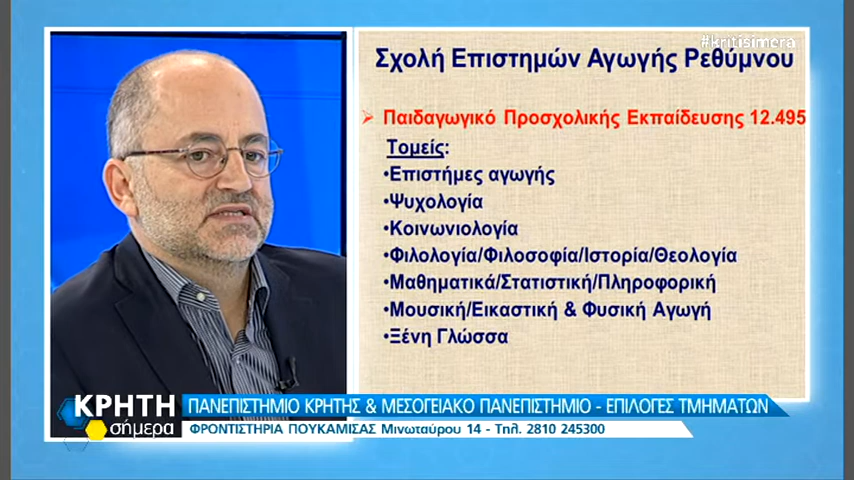 #kritisimera
Σχολή Επιστημών Αγωγής Ρεθύμνου
Παιδαγωγικό Προσχολικής Εκπαίδευσης 12.495
Τομείς:
•Επιστήμες αγωγής
•Ψυχολογία
•Κοινωνιολογία
•Φιλολογία/Φιλοσοφία/Ιστορία/Θεολογία
•Μαθηματικά/Στατιστική/Πληροφορική
•Μουσική/Εικαστική & Φυσική Αγωγή
•Ξένη Γλώσσα
ΚΡΗΤΗ
σήμερα
ΠΑΝΕΠΙΣΤΗΜΙΟ ΚΡΗΤΗΣ & ΜΕΣΟΓΕΙΑΚΟ ΠΑΝΕΠΙΣΤΗΜΙΟ - ΕΠΙΛΟΓΕΣ ΤΜΗΜΑΤΩΝ
ΦΡΟΝΤΙΣΤΗΡΙΑ ΠΟΥΚΑΜΙΣΑΣ Μινωταύρου 14 - Τηλ. 2810 245300